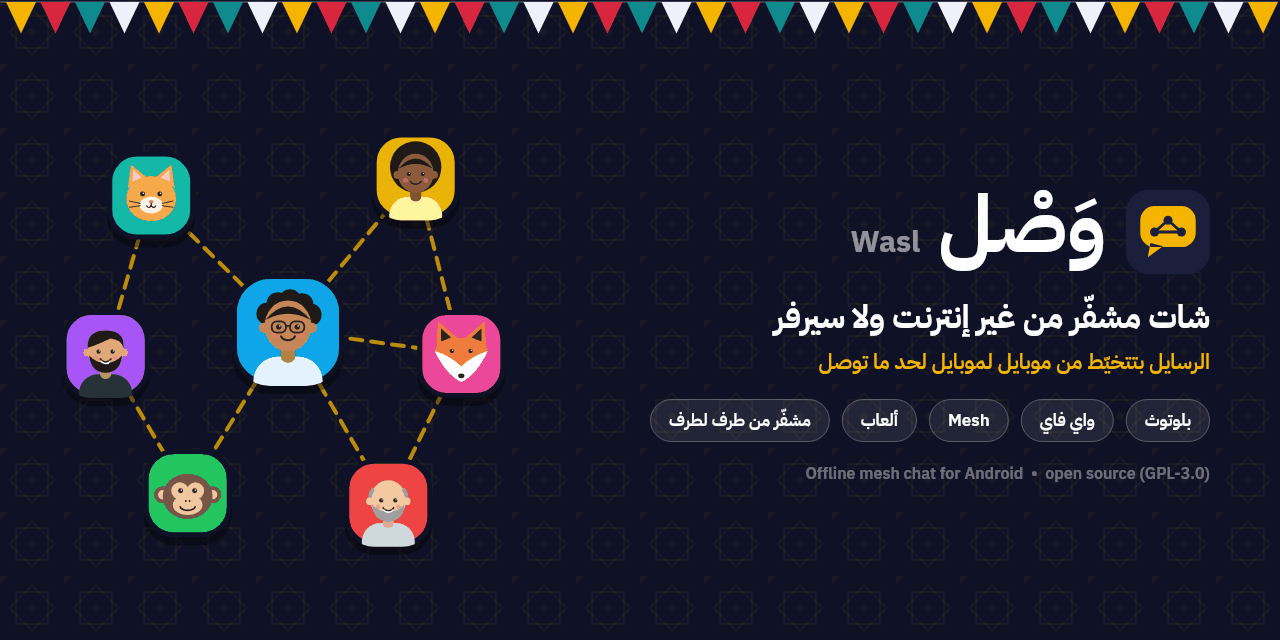 وَصْل Wasl
شات مشفّر من غير إنترنت ولا سيرفر
الرسايل بتتخيّط من موبايل لموبايل لحد ما توصل
بلوتوث واي فاي Mesh ألعاب مشفّر من طرف لطرف
Offline mesh chat for Android • open source (GPL-3.0)